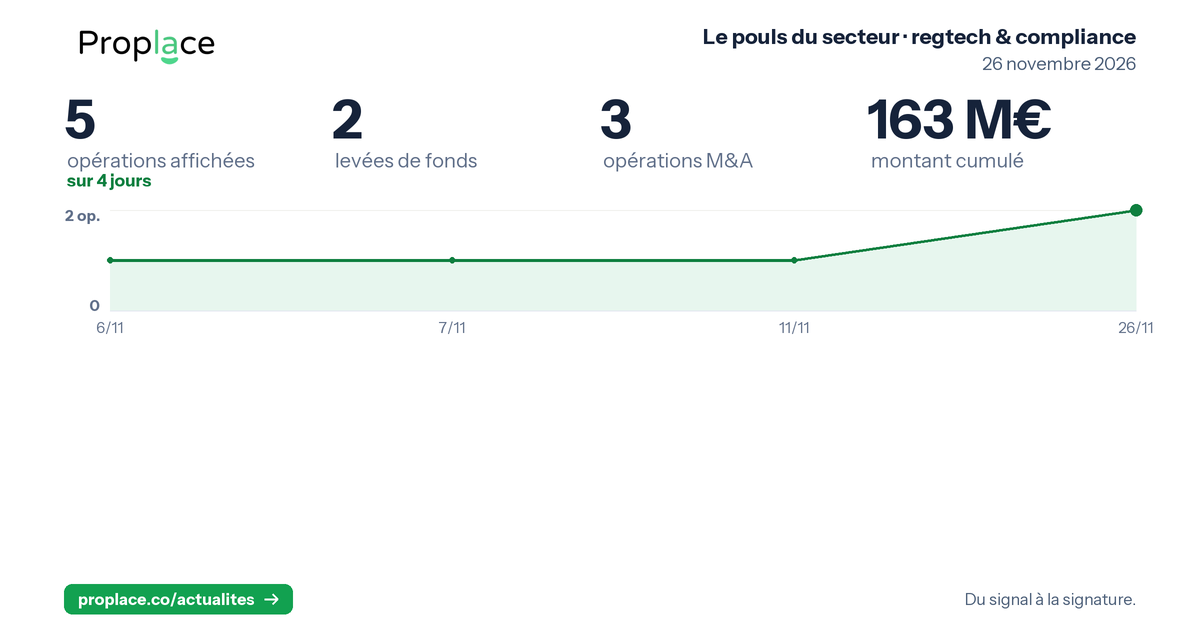 Proplace
Le pouls du secteur · regtech & compliance
26 novembre 2026
5
opérations affichées
sur 4 jours
2
levées de fonds
3
opérations M&A
163 M€
montant cumulé
2 op.
0
6/11
7/11
11/11
26/11
proplace.co/actualites →
Du signal à la signature.